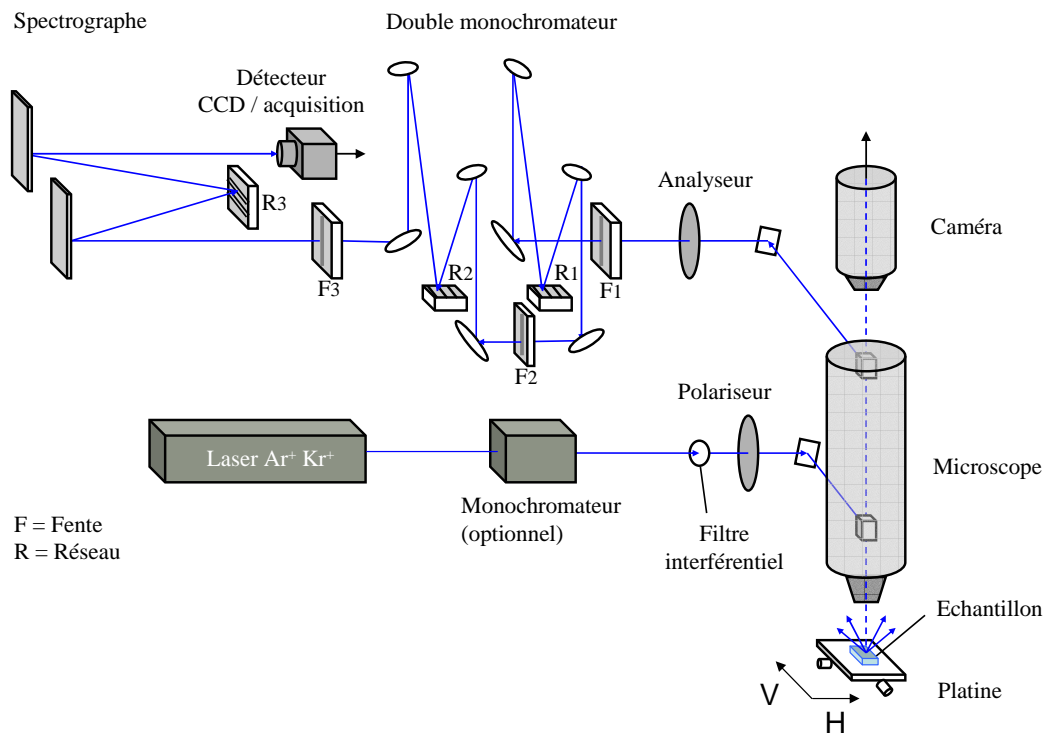 Spectrographe
Double monochromateur
Détecteur
CCD / acquisition
R3
F3
R2
R1
F1
F2
Analyseur
Caméra
Polariseur
Laser Ar⁺ Kr⁺
Monochromateur
(optionnel)
Filtre
interférentiel
Microscope
F = Fente
R = Réseau
Echantillon
Platine
V
H